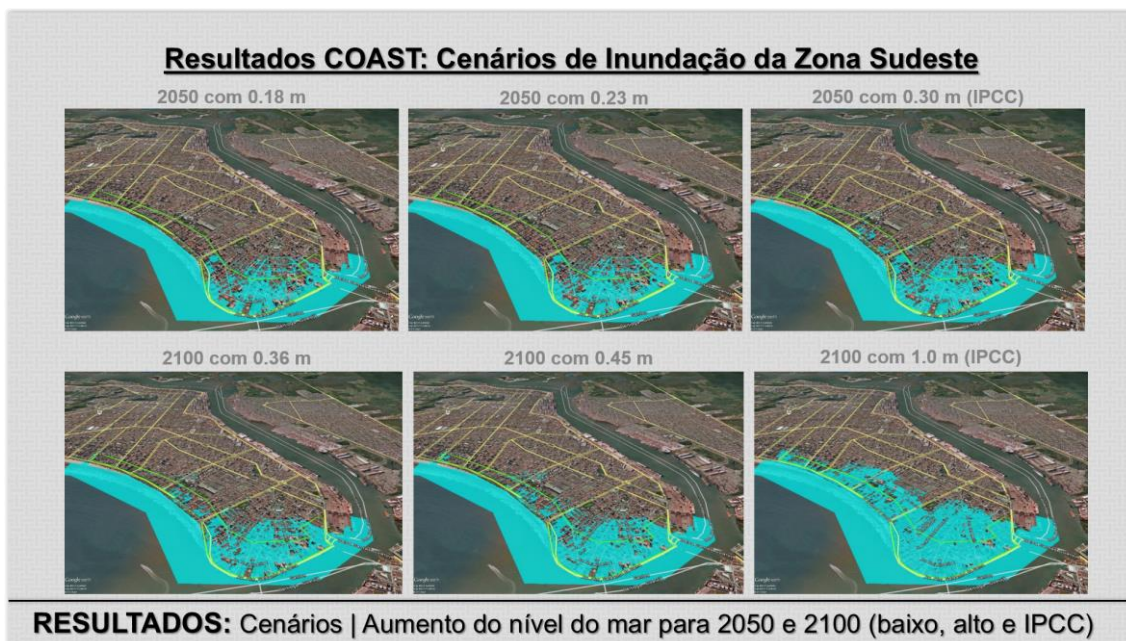 Resultados COAST: Cenários de Inundação da Zona Sudeste
2050 com 0.18 m
2050 com 0.23 m
2050 com 0.30 m (IPCC)
2100 com 0.36 m
2100 com 0.45 m
2100 com 1.0 m (IPCC)
RESULTADOS: Cenários | Aumento do nível do mar para 2050 e 2100 (baixo, alto e IPCC)